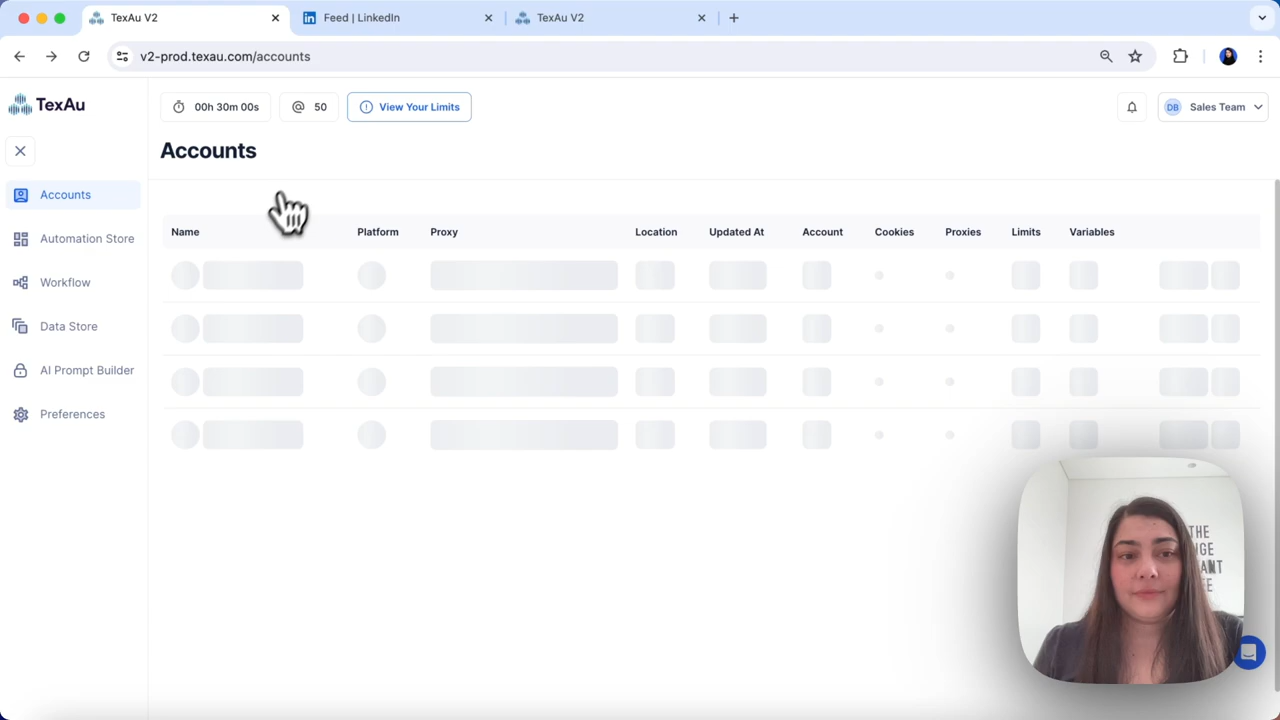 TexAu V2
Feed | LinkedIn
TexAu V2
v2-prod.texau.com/accounts
TexAu
00h 30m 00s
50
View Your Limits
DB
Sales Team
Accounts
Accounts
Automation Store
Workflow
Data Store
AI Prompt Builder
Preferences
Name Platform Proxy Location Updated At Account Cookies Proxies Limits Variables
THE